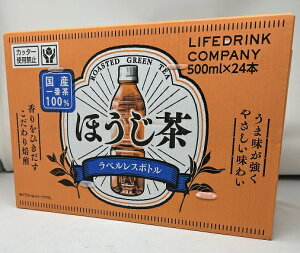 カッター
使用禁止
LIFEDRINK
COMPANY
500ml×24本
ROASTED GREEN TEA
国産
一番茶
100%
ほうじ茶
ラベルレスボトル
香りをひきだす
こだわり焙煎
うま味が強く
やさしい味わい